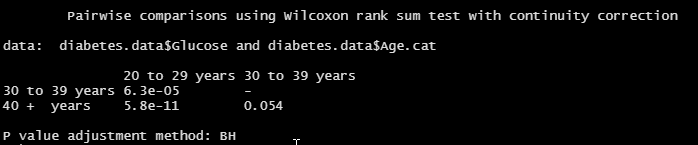 Pairwise comparisons using Wilcoxon rank sum test with continuity correction
data:  diabetes.data$Glucose and diabetes.data$Age.cat
20 to 29 years 30 to 39 years
30 to 39 years 6.3e-05        -
40 +  years    5.8e-11        0.054
P value adjustment method: BH